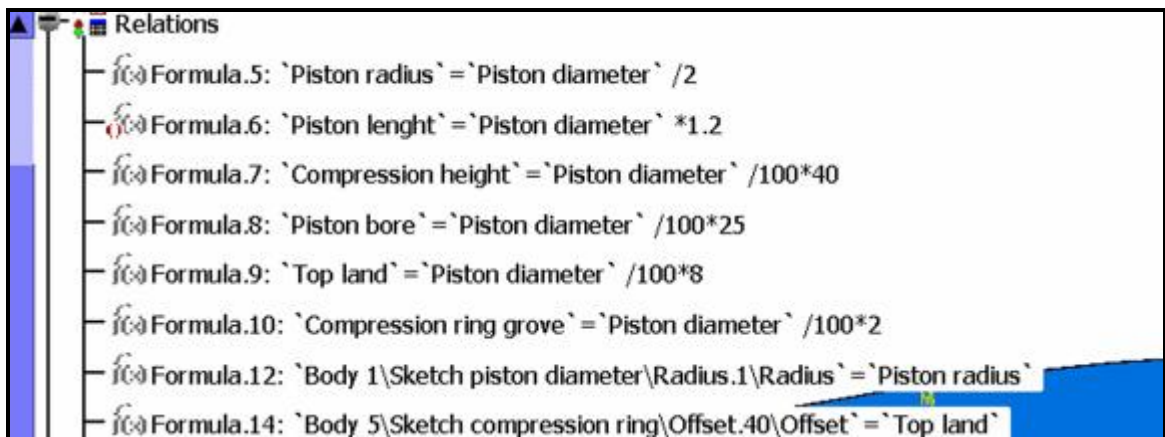 Relations
f(x) Formula.5: `Piston radius`=`Piston diameter` /2
f(x) Formula.6: `Piston lenght`=`Piston diameter` *1.2
f(x) Formula.7: `Compression height`=`Piston diameter` /100*40
f(x) Formula.8: `Piston bore`=`Piston diameter` /100*25
f(x) Formula.9: `Top land`=`Piston diameter` /100*8
f(x) Formula.10: `Compression ring grove`=`Piston diameter` /100*2
f(x) Formula.12: `Body 1\Sketch piston diameter\Radius.1\Radius`=`Piston radius`
f(x) Formula.14: `Body 5\Sketch compression ring\Offset.40\Offset`=`Top land`